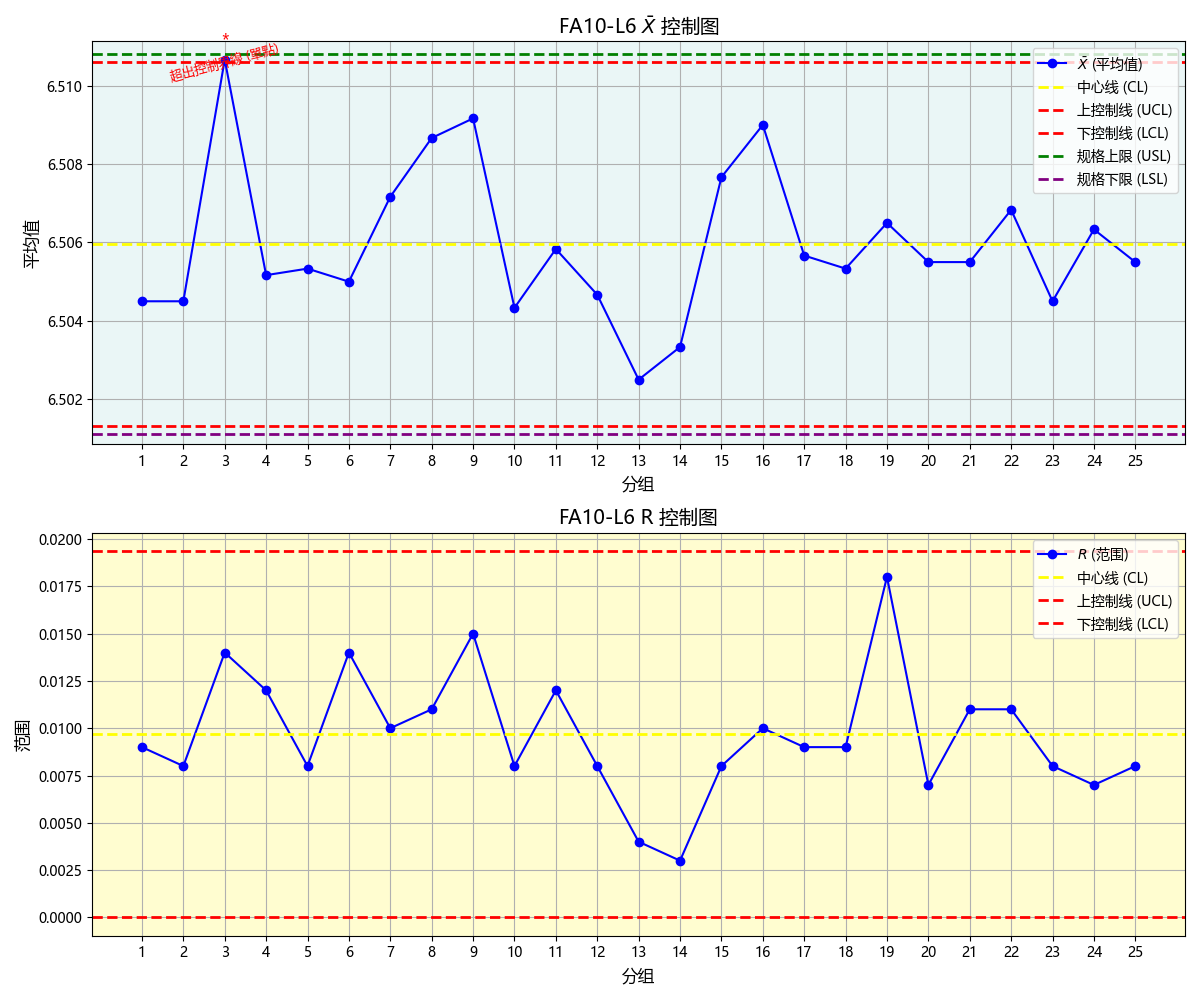 FA10-L6 X̄ 控制图
*
超出控制界線 (單點)
X̄ (平均值)
中心线 (CL)
上控制线 (UCL)
下控制线 (LCL)
规格上限 (USL)
规格下限 (LSL)
平均值
6.510
6.508
6.506
6.504
6.502
1 2 3 4 5 6 7 8 9 10 11 12 13 14 15 16 17 18 19 20 21 22 23 24 25
分组
FA10-L6 R 控制图
R (范围)
中心线 (CL)
上控制线 (UCL)
下控制线 (LCL)
范围
0.0200
0.0175
0.0150
0.0125
0.0100
0.0075
0.0050
0.0025
0.0000
1 2 3 4 5 6 7 8 9 10 11 12 13 14 15 16 17 18 19 20 21 22 23 24 25
分组